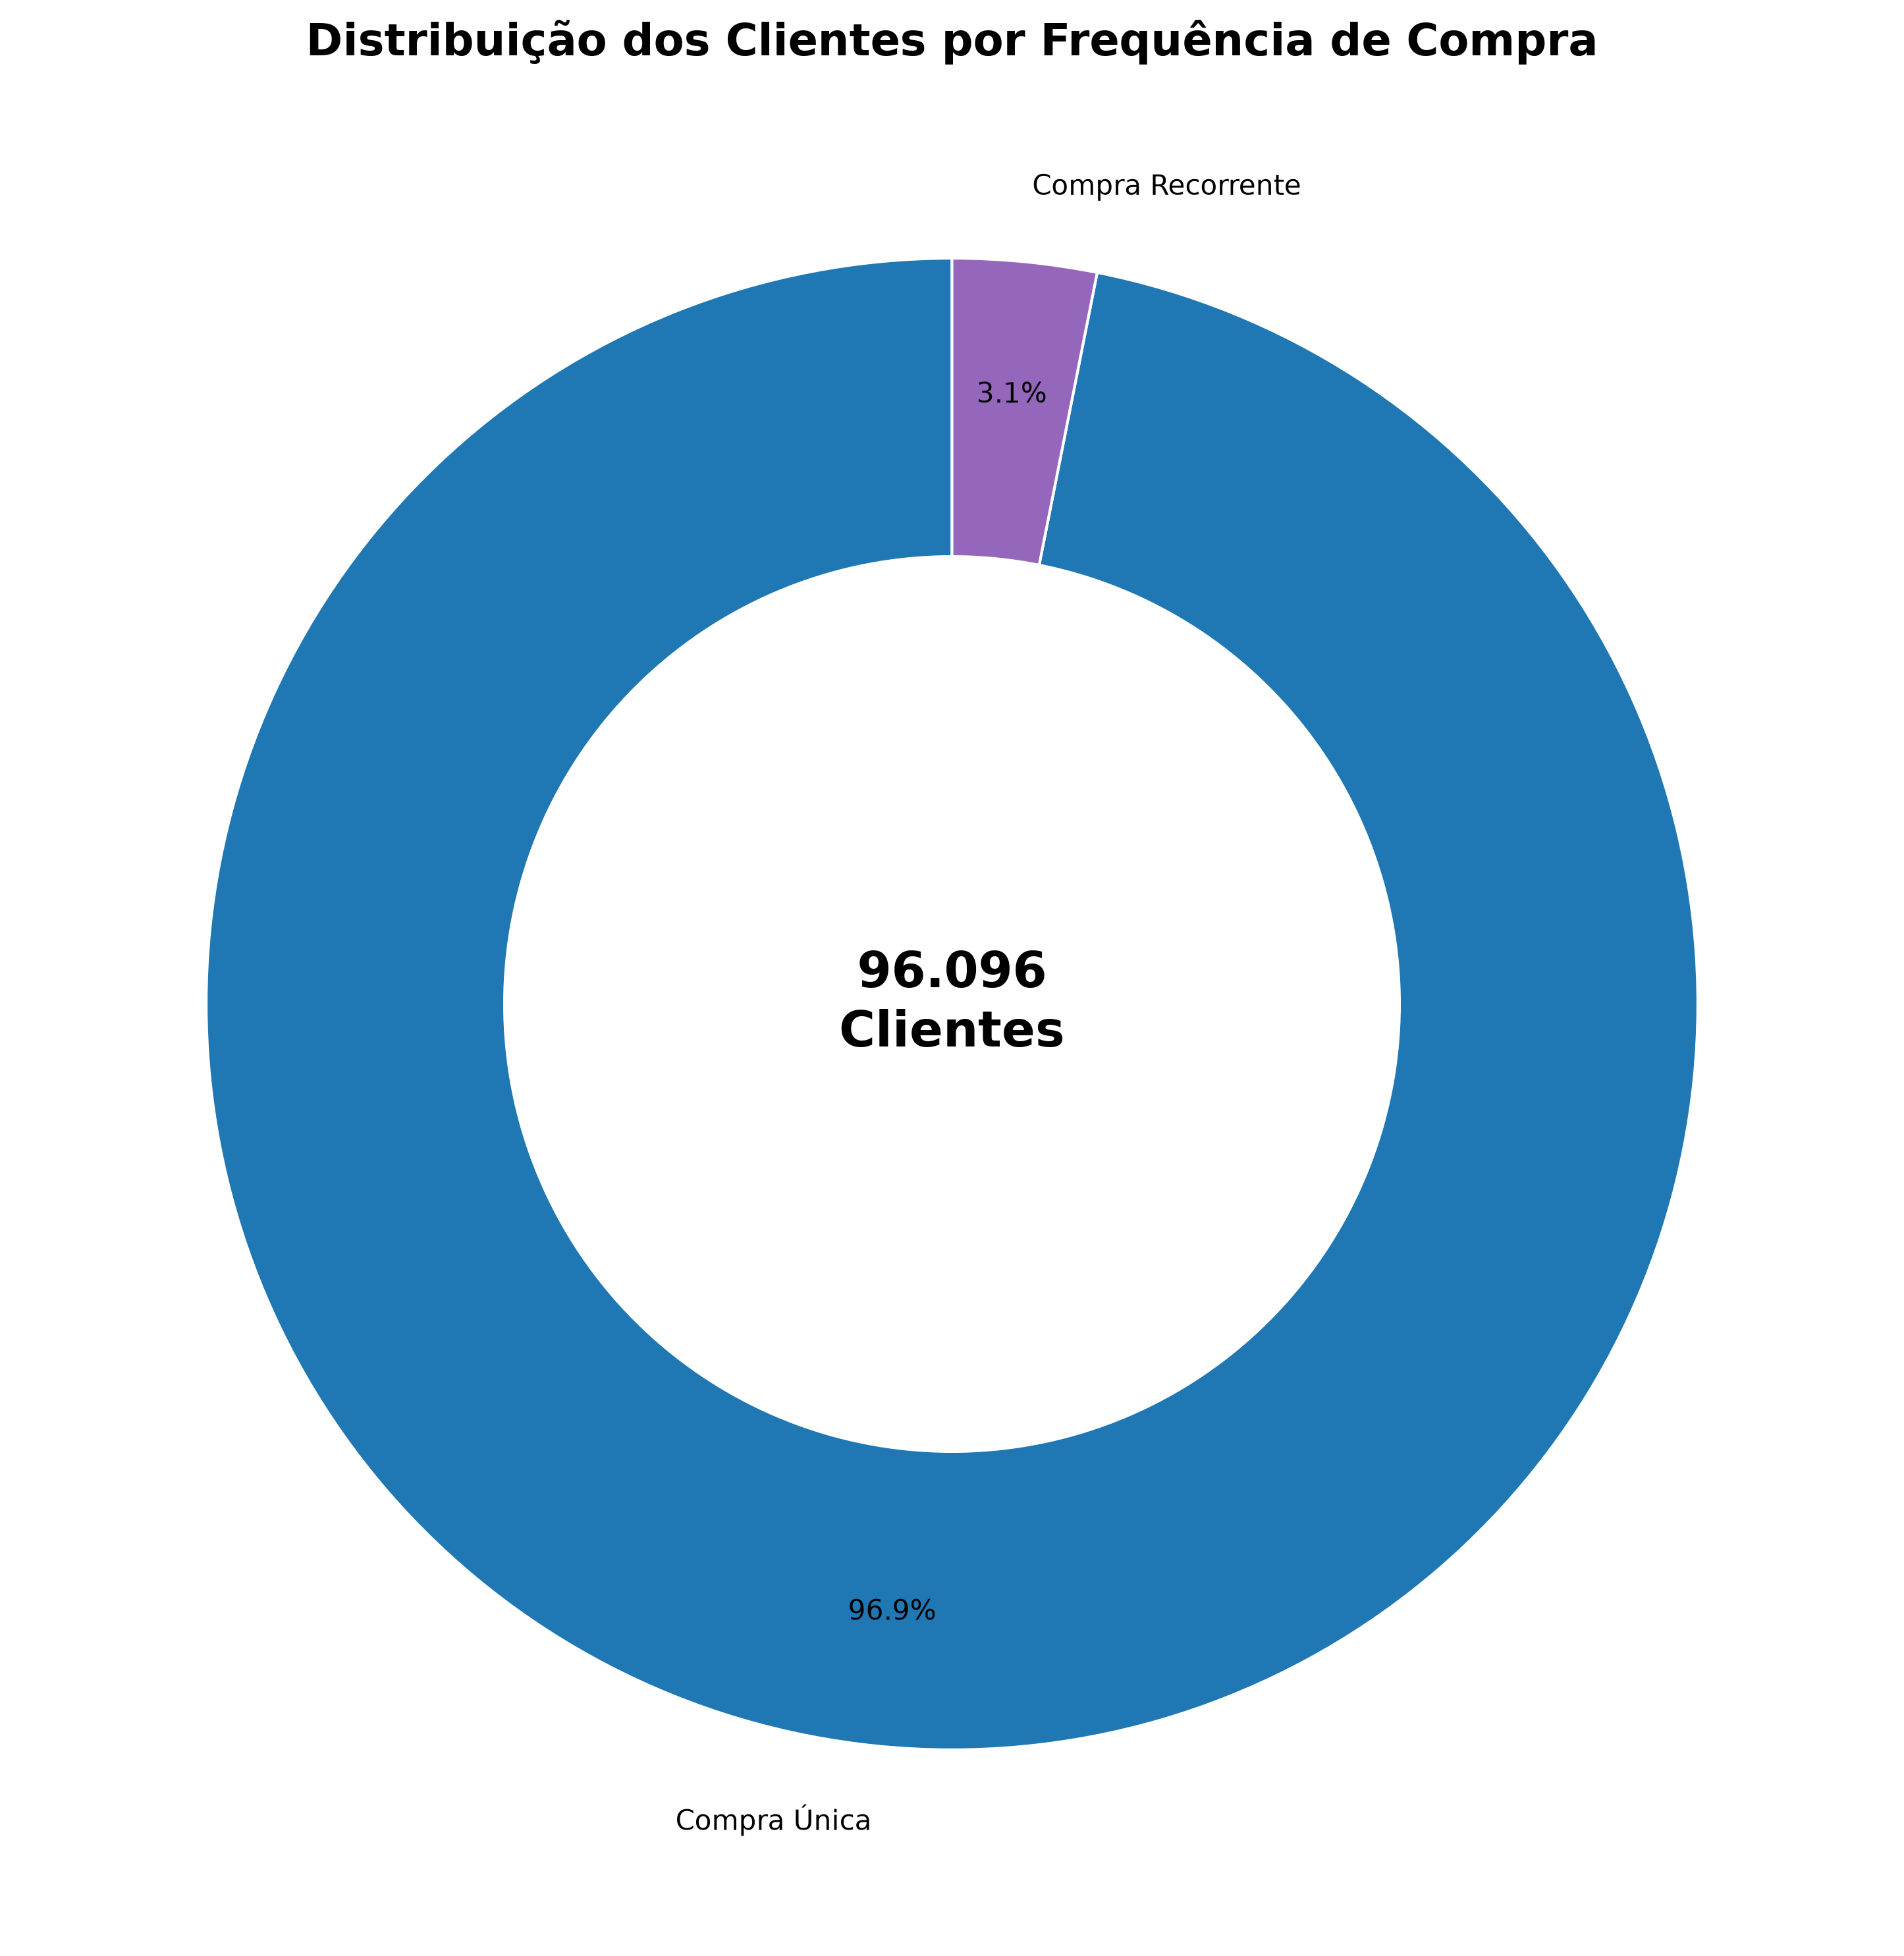 Distribuição dos Clientes por Frequência de Compra
Compra Recorrente
3.1%
96.096
Clientes
96.9%
Compra Única